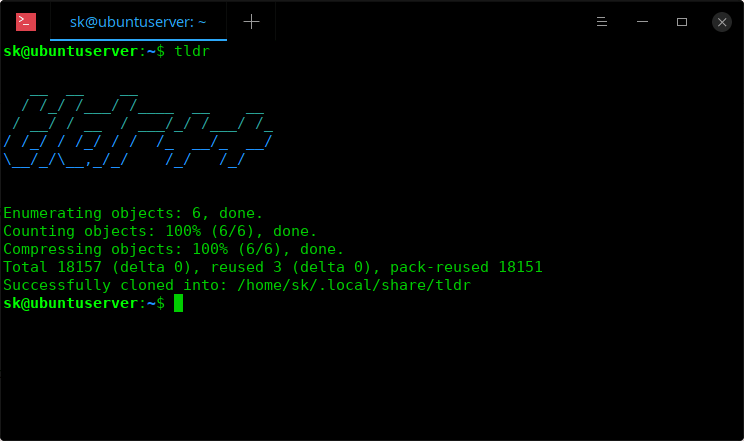 sk@ubuntuserver: ~
sk@ubuntuserver:~$ tldr
tldr++
Enumerating objects: 6, done.
Counting objects: 100% (6/6), done.
Compressing objects: 100% (6/6), done.
Total 18157 (delta 0), reused 3 (delta 0), pack-reused 18151
Successfully cloned into: /home/sk/.local/share/tldr
sk@ubuntuserver:~$